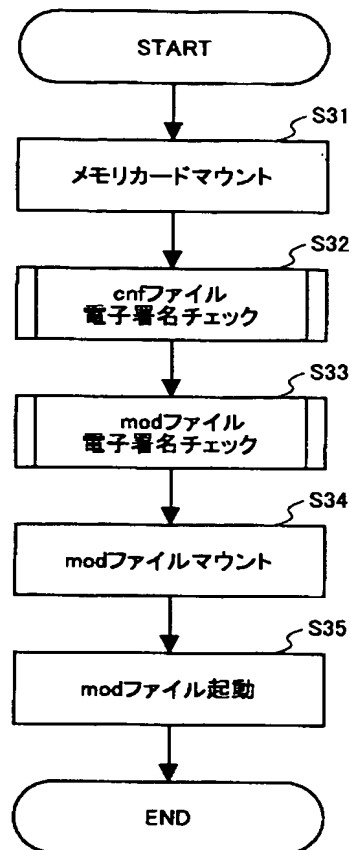 START
S31
メモリカードマウント
S32
cnfファイル
電子署名チェック
S33
modファイル
電子署名チェック
S34
modファイルマウント
S35
modファイル起動
END